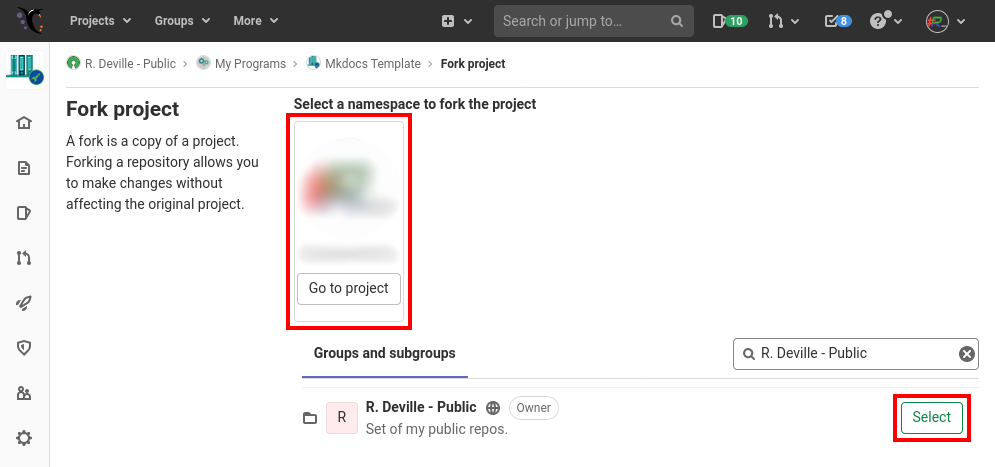 Projects Groups More Search or jump to... 10 8
R. Deville - Public > My Programs > Mkdocs Template > Fork project
Fork project
A fork is a copy of a project.
Forking a repository allows you
to make changes without
affecting the original project.
Select a namespace to fork the project
Go to project
Groups and subgroups
R. Deville - Public
R
R. Deville - Public
Owner
Set of my public repos.
Select